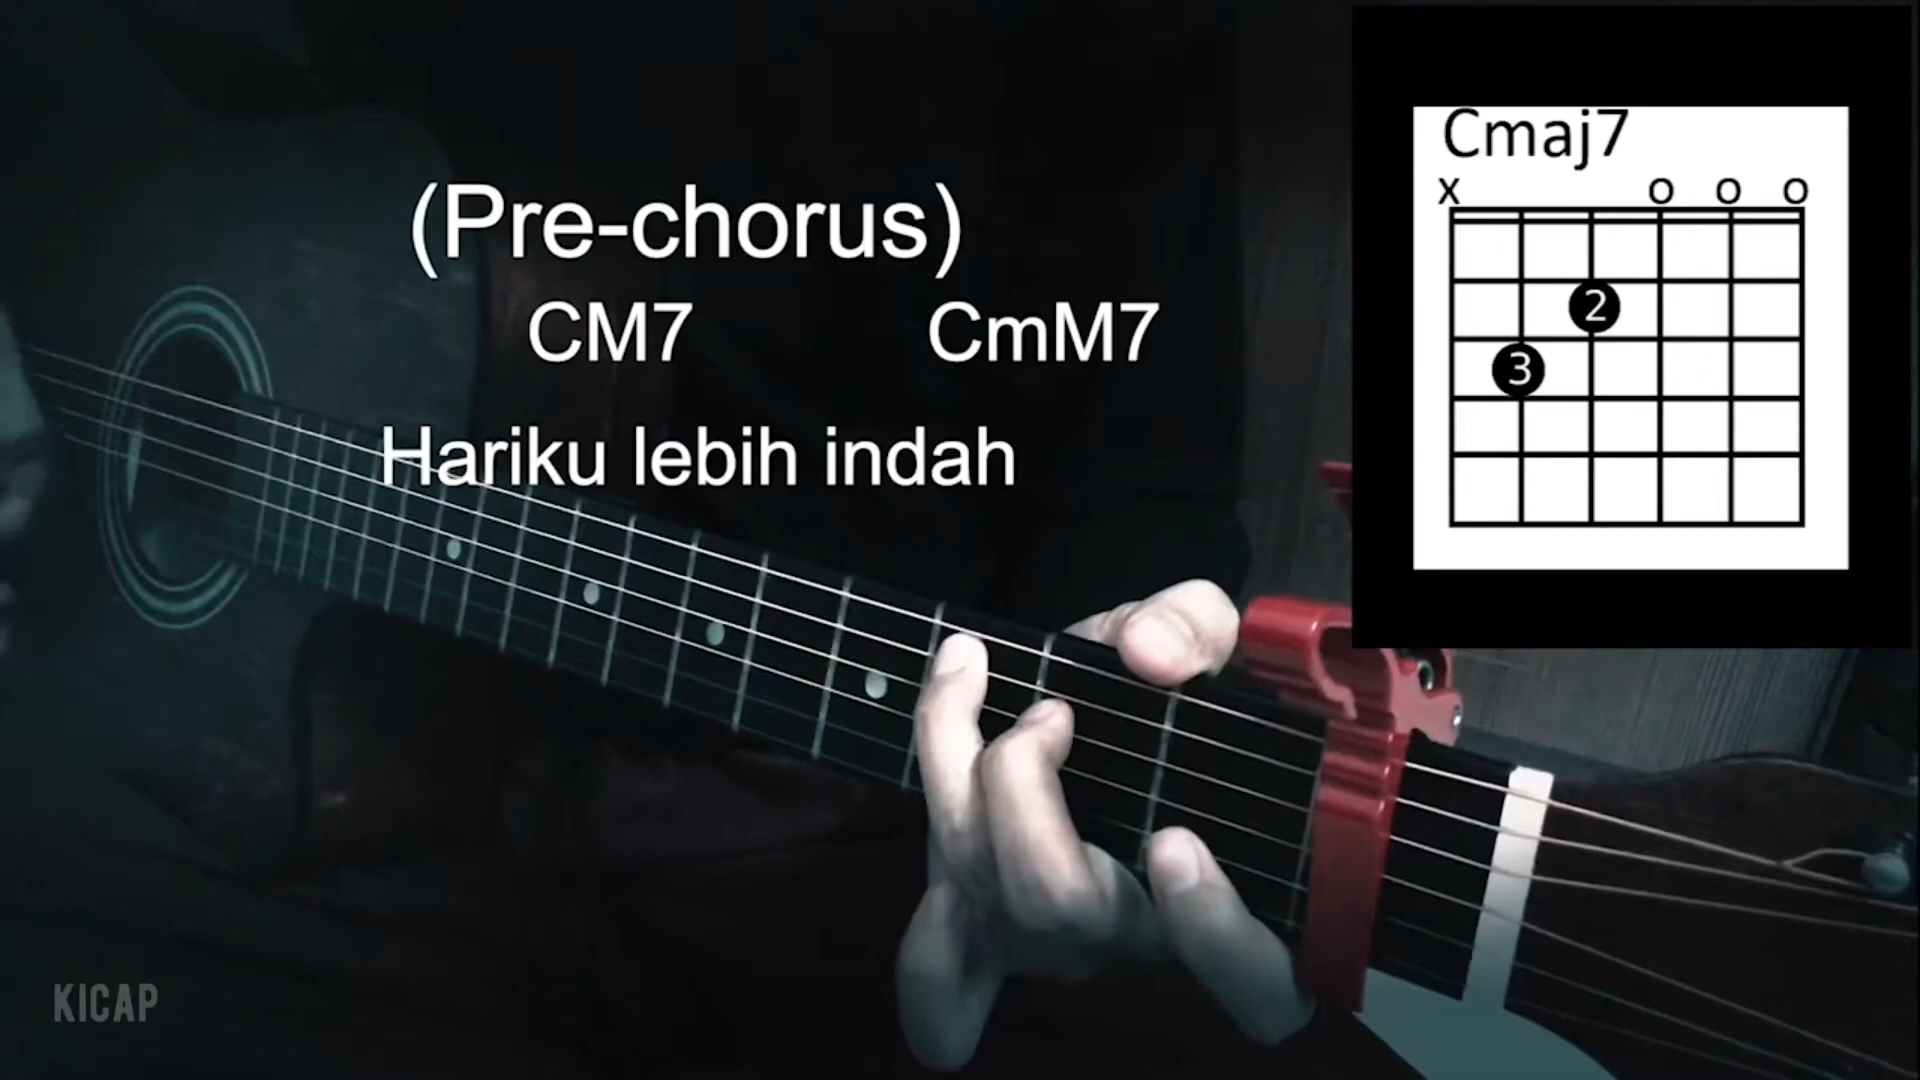 (Pre-chorus)
CM7 CmM7
Hariku lebih indah
Cmaj7
x o o o
2
3
KICAP